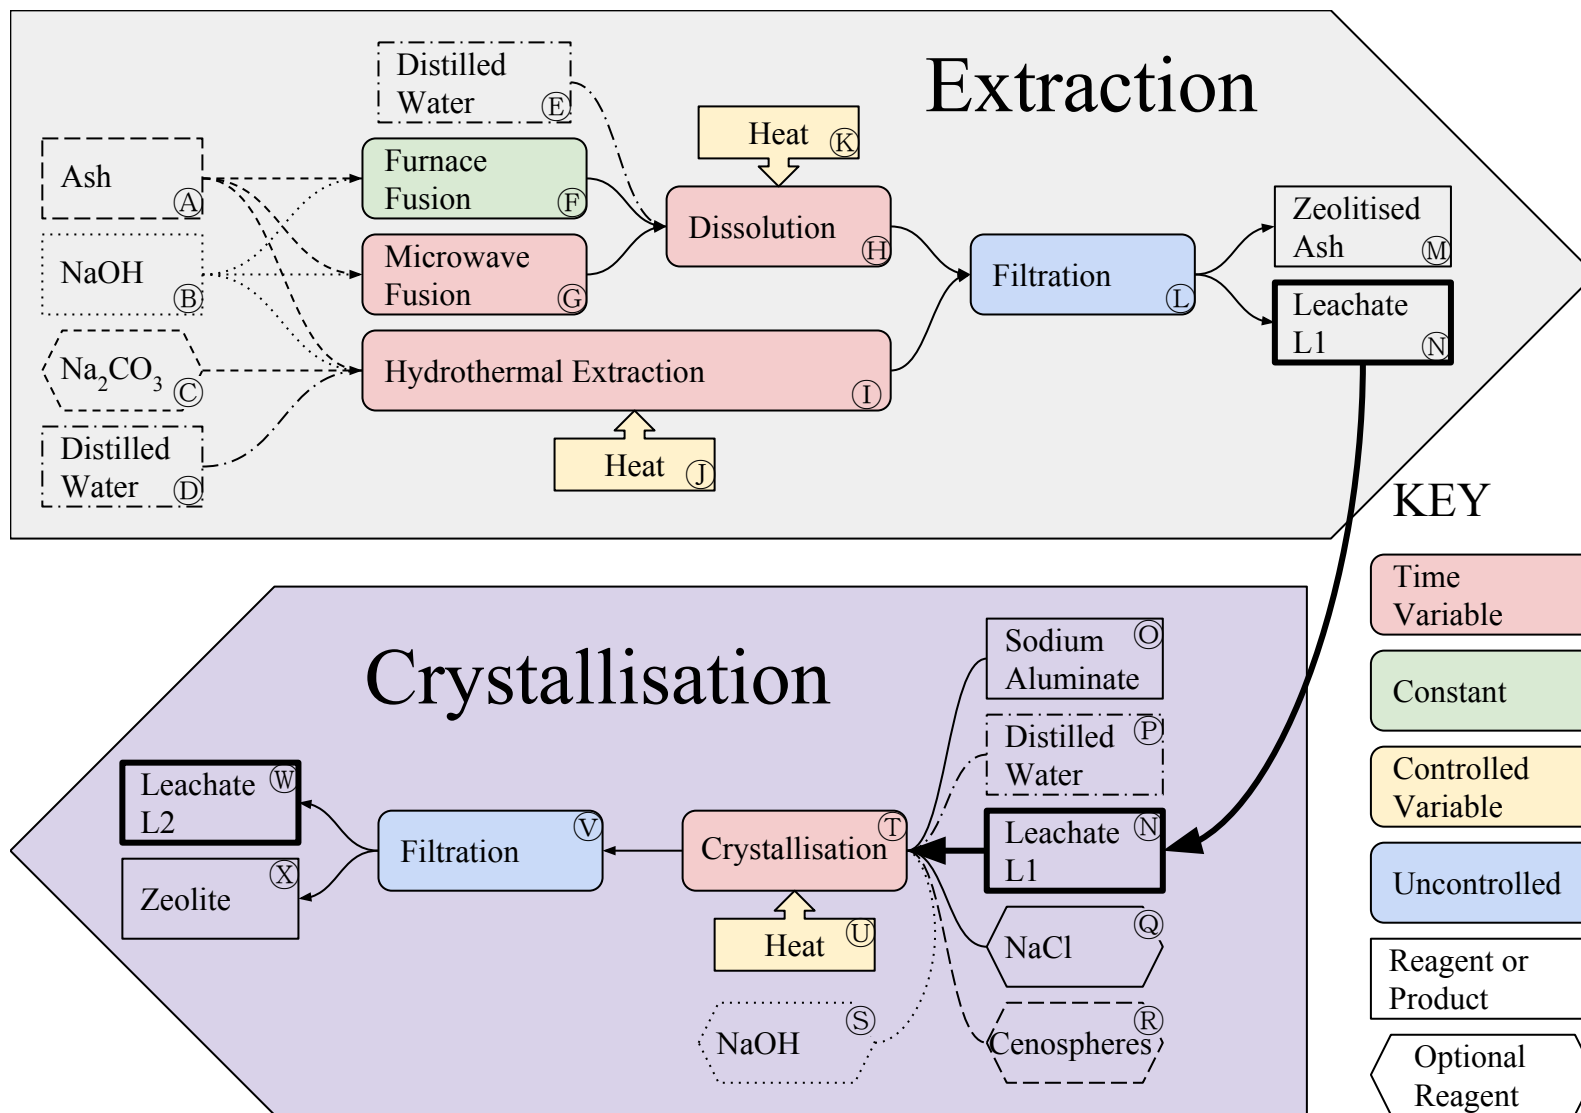 Extraction
Distilled
Water Ⓔ
Heat Ⓚ
Ash Ⓐ
Furnace
Fusion Ⓕ
Dissolution Ⓗ
Zeolitised
Ash Ⓜ
NaOH Ⓑ
Microwave
Fusion Ⓖ
Filtration Ⓛ
Leachate
L1 Ⓝ
Na₂CO₃ Ⓒ
Hydrothermal Extraction Ⓘ
Distilled
Water Ⓓ
Heat Ⓙ
KEY
Time
Variable
Constant
Controlled
Variable
Uncontrolled
Reagent or
Product
Optional
Reagent
Crystallisation
Sodium Ⓞ
Aluminate
Distilled Ⓟ
Water
Leachate Ⓝ
L1
NaCl Ⓠ
Cenospheres Ⓡ
NaOH Ⓢ
Crystallisation Ⓣ
Heat Ⓤ
Filtration Ⓥ
Leachate Ⓦ
L2
Zeolite Ⓧ